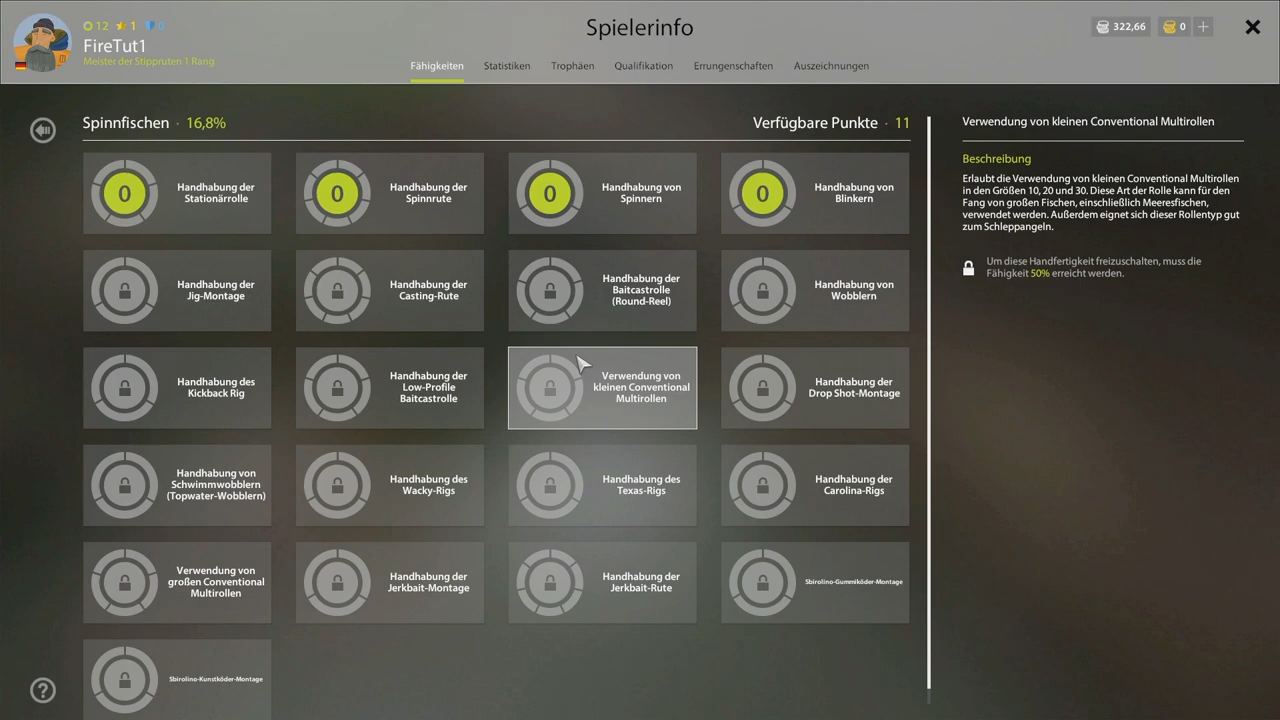 12 1 0
FireTut1
Meister der Stippruten 1 Rang
Spielerinfo
322,66
0
Fähigkeiten
Statistiken
Trophäen
Qualifikation
Errungenschaften
Auszeichnungen
Spinnfischen · 16,8%
Verfügbare Punkte · 11
0
Handhabung der
Stationärrolle
0
Handhabung der
Spinnrute
0
Handhabung von
Spinnern
0
Handhabung von
Blinkern
Handhabung der
Jig-Montage
Handhabung der
Casting-Rute
Handhabung der
Baitcastrolle
(Round-Reel)
Handhabung von
Wobblern
Handhabung des
Kickback Rig
Handhabung der
Low-Profile
Baitcastrolle
Verwendung von
kleinen Conventional
Multirollen
Handhabung der
Drop Shot-Montage
Handhabung von
Schwimmwobblern
(Topwater-Wobblern)
Handhabung des
Wacky-Rigs
Handhabung des
Texas-Rigs
Handhabung der
Carolina-Rigs
Verwendung von
großen Conventional
Multirollen
Handhabung der
Jerkbait-Montage
Handhabung der
Jerkbait-Rute
Sbirolino-Gummiköder-Montage
Sbirolino-Kunstköder-Montage
Verwendung von kleinen Conventional Multirollen
Beschreibung
Erlaubt die Verwendung von kleinen Conventional Multirollen
in den Größen 10, 20 und 30. Diese Art der Rolle kann für den
Fang von großen Fischen, einschließlich Meeresfischen,
verwendet werden. Außerdem eignet sich dieser Rollentyp gut
zum Schleppangeln.
Um diese Handfertigkeit freizuschalten, muss die
Fähigkeit 50% erreicht werden.